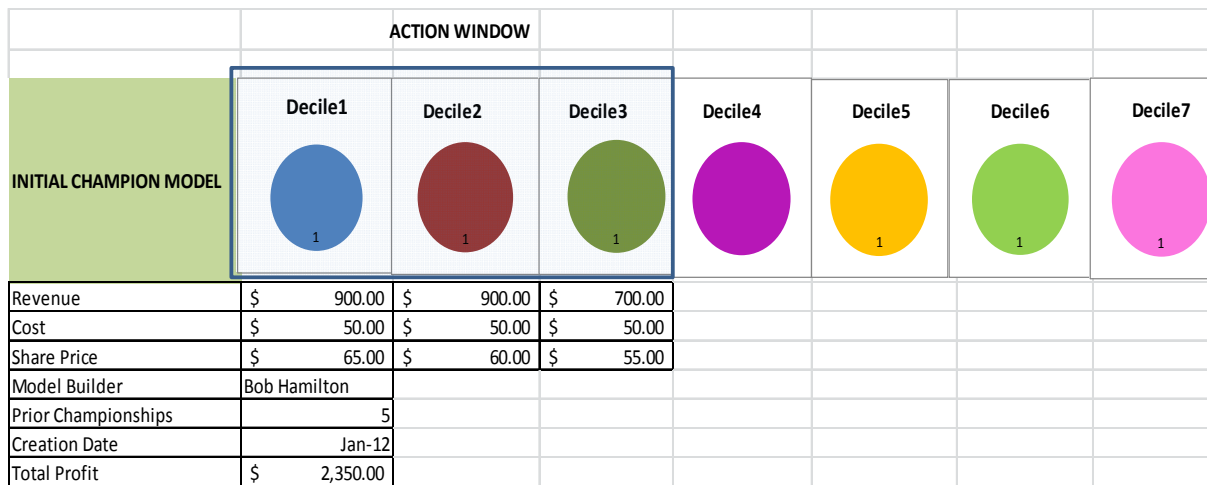 ACTION WINDOW
Decile1 Decile2 Decile3 Decile4 Decile5 Decile6 Decile7
INITIAL CHAMPION MODEL
1 1 1 1 1 1
Revenue $ 900.00 $ 900.00 $ 700.00
Cost $ 50.00 $ 50.00 $ 50.00
Share Price $ 65.00 $ 60.00 $ 55.00
Model Builder Bob Hamilton
Prior Championships 5
Creation Date Jan-12
Total Profit $ 2,350.00